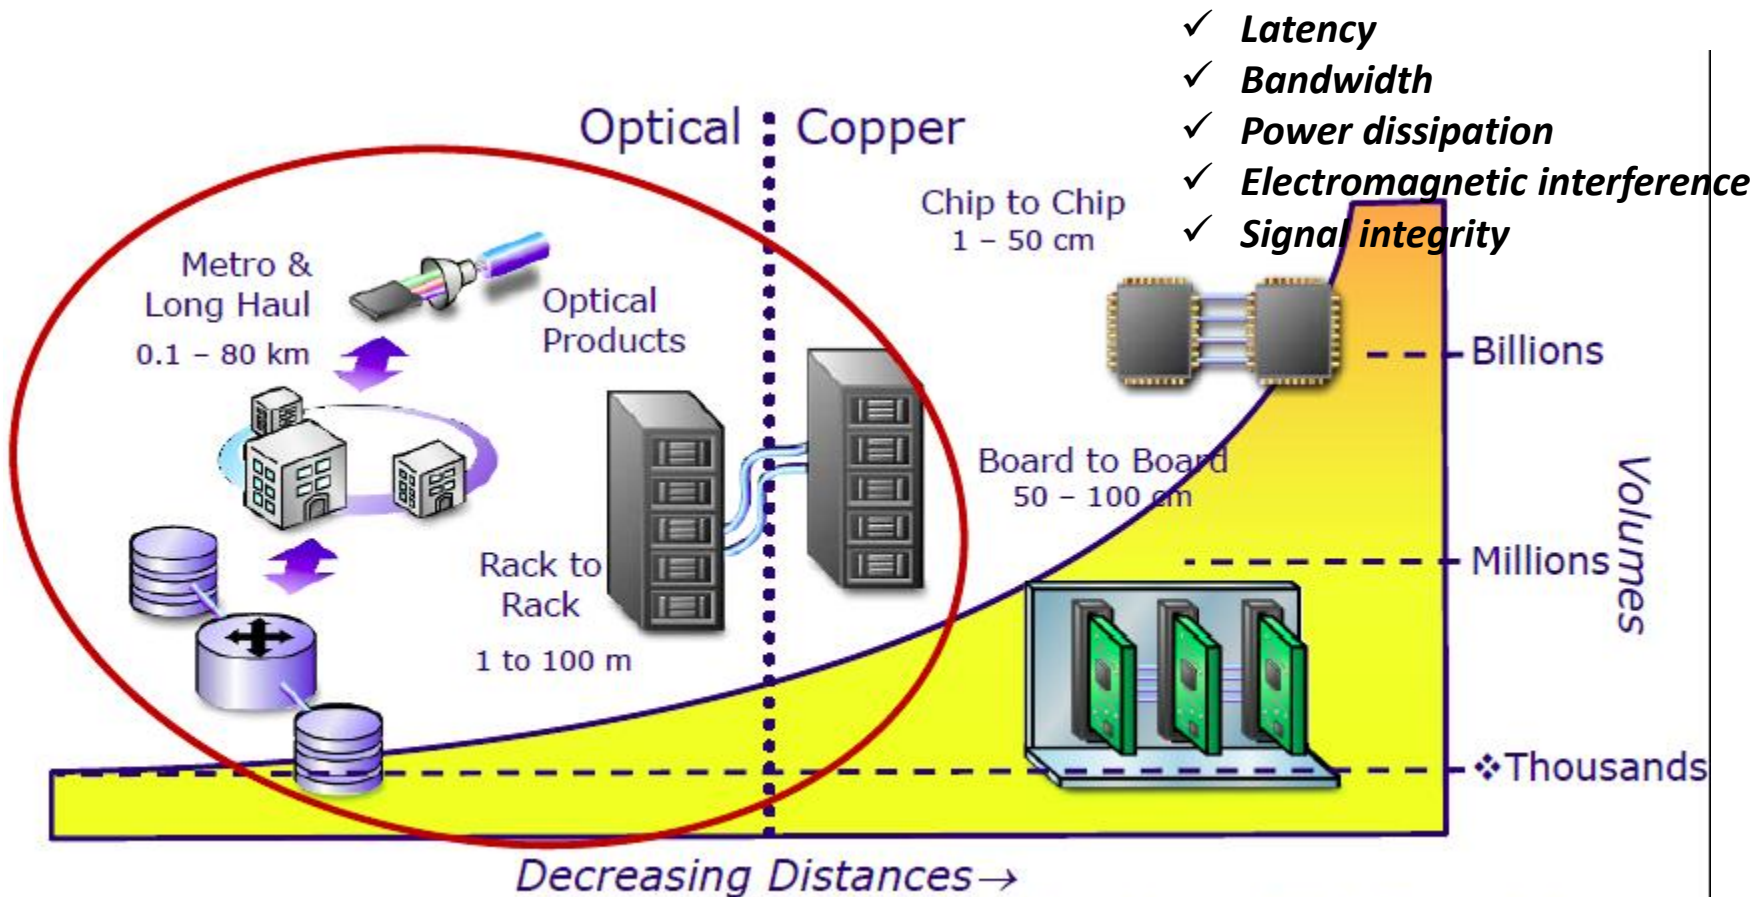 ✓ Latency
✓ Bandwidth
✓ Power dissipation
✓ Electromagnetic interference
✓ Signal integrity
Optical
Copper
Chip to Chip
1 – 50 cm
Metro &
Long Haul
0.1 – 80 km
Optical
Products
Billions
Board to Board
50 – 100 cm
Rack to
Rack
1 to 100 m
Millions
Volumes
❖Thousands
Decreasing Distances→